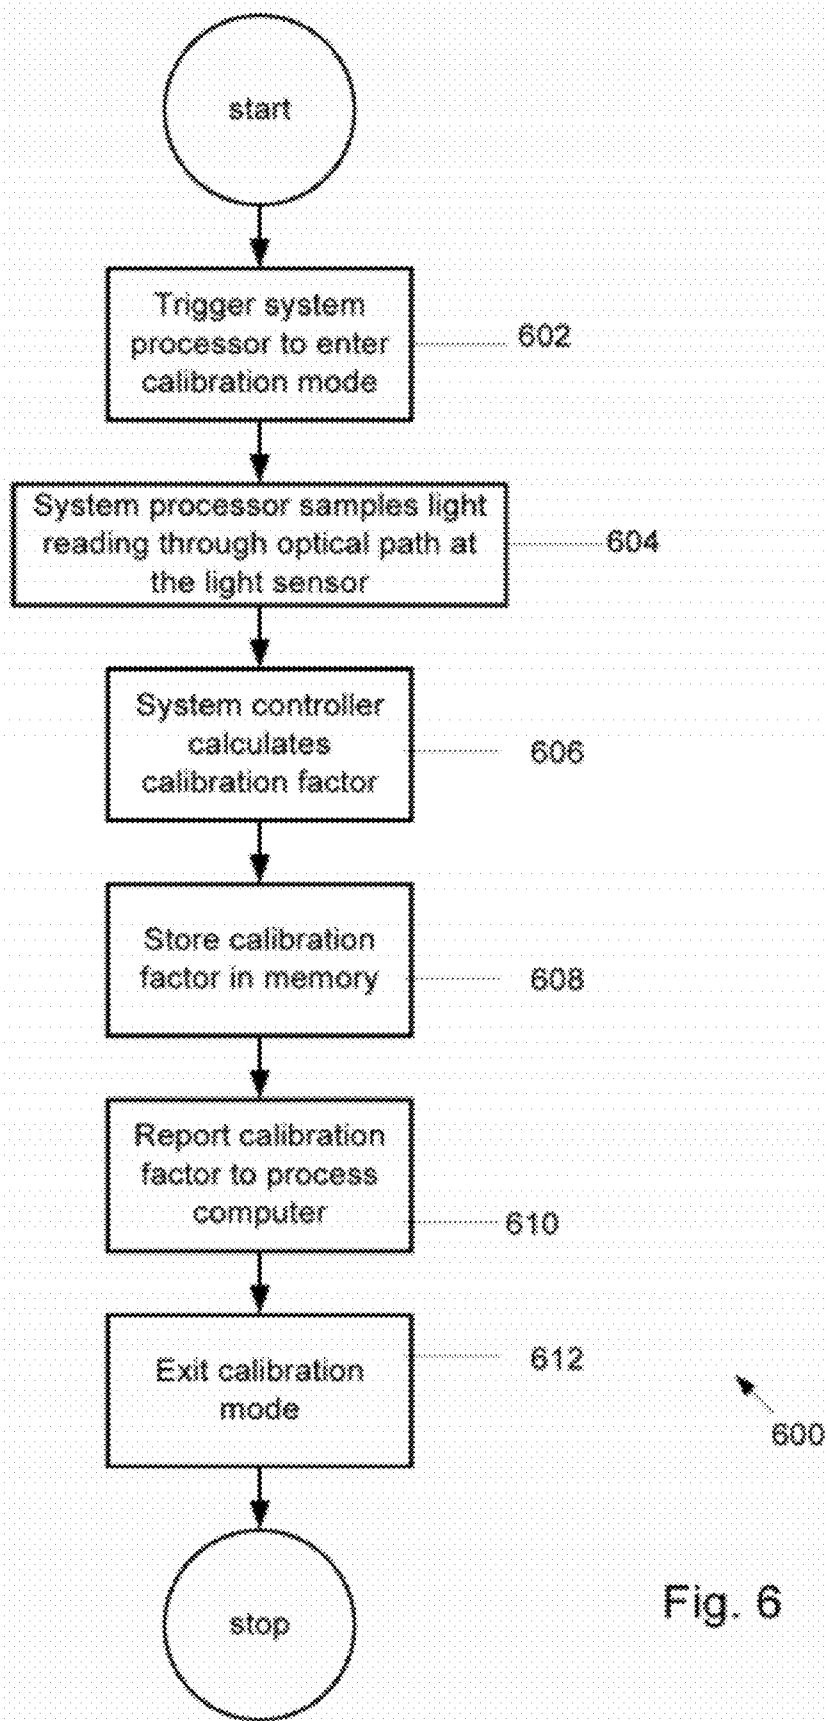 start
Trigger system
processor to enter
calibration mode
602
System processor samples light
reading through optical path at
the light sensor
604
System controller
calculates
calibration factor
606
Store calibration
factor in memory
608
Report calibration
factor to process
computer
610
Exit calibration
mode
612
600
stop
Fig. 6